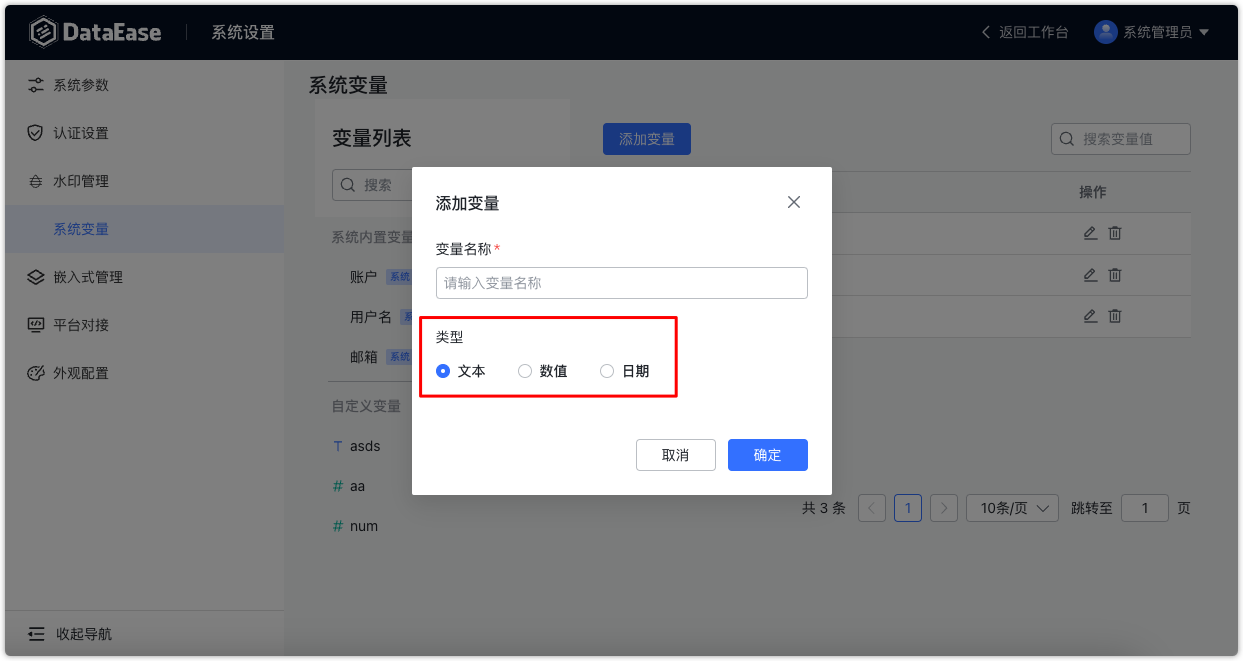 DataEase
系统设置
返回工作台
系统管理员
系统参数
认证设置
水印管理
系统变量
嵌入式管理
平台对接
外观配置
收起导航
系统变量
变量列表
添加变量
搜索变量值
搜索
操作
系统内置变量
账户 系统
用户名
邮箱 系统
自定义变量
T asds
# aa
# num
添加变量
变量名称*
请输入变量名称
类型
文本 数值 日期
取消 确定
共 3 条 1 10条/页 跳转至 1 页